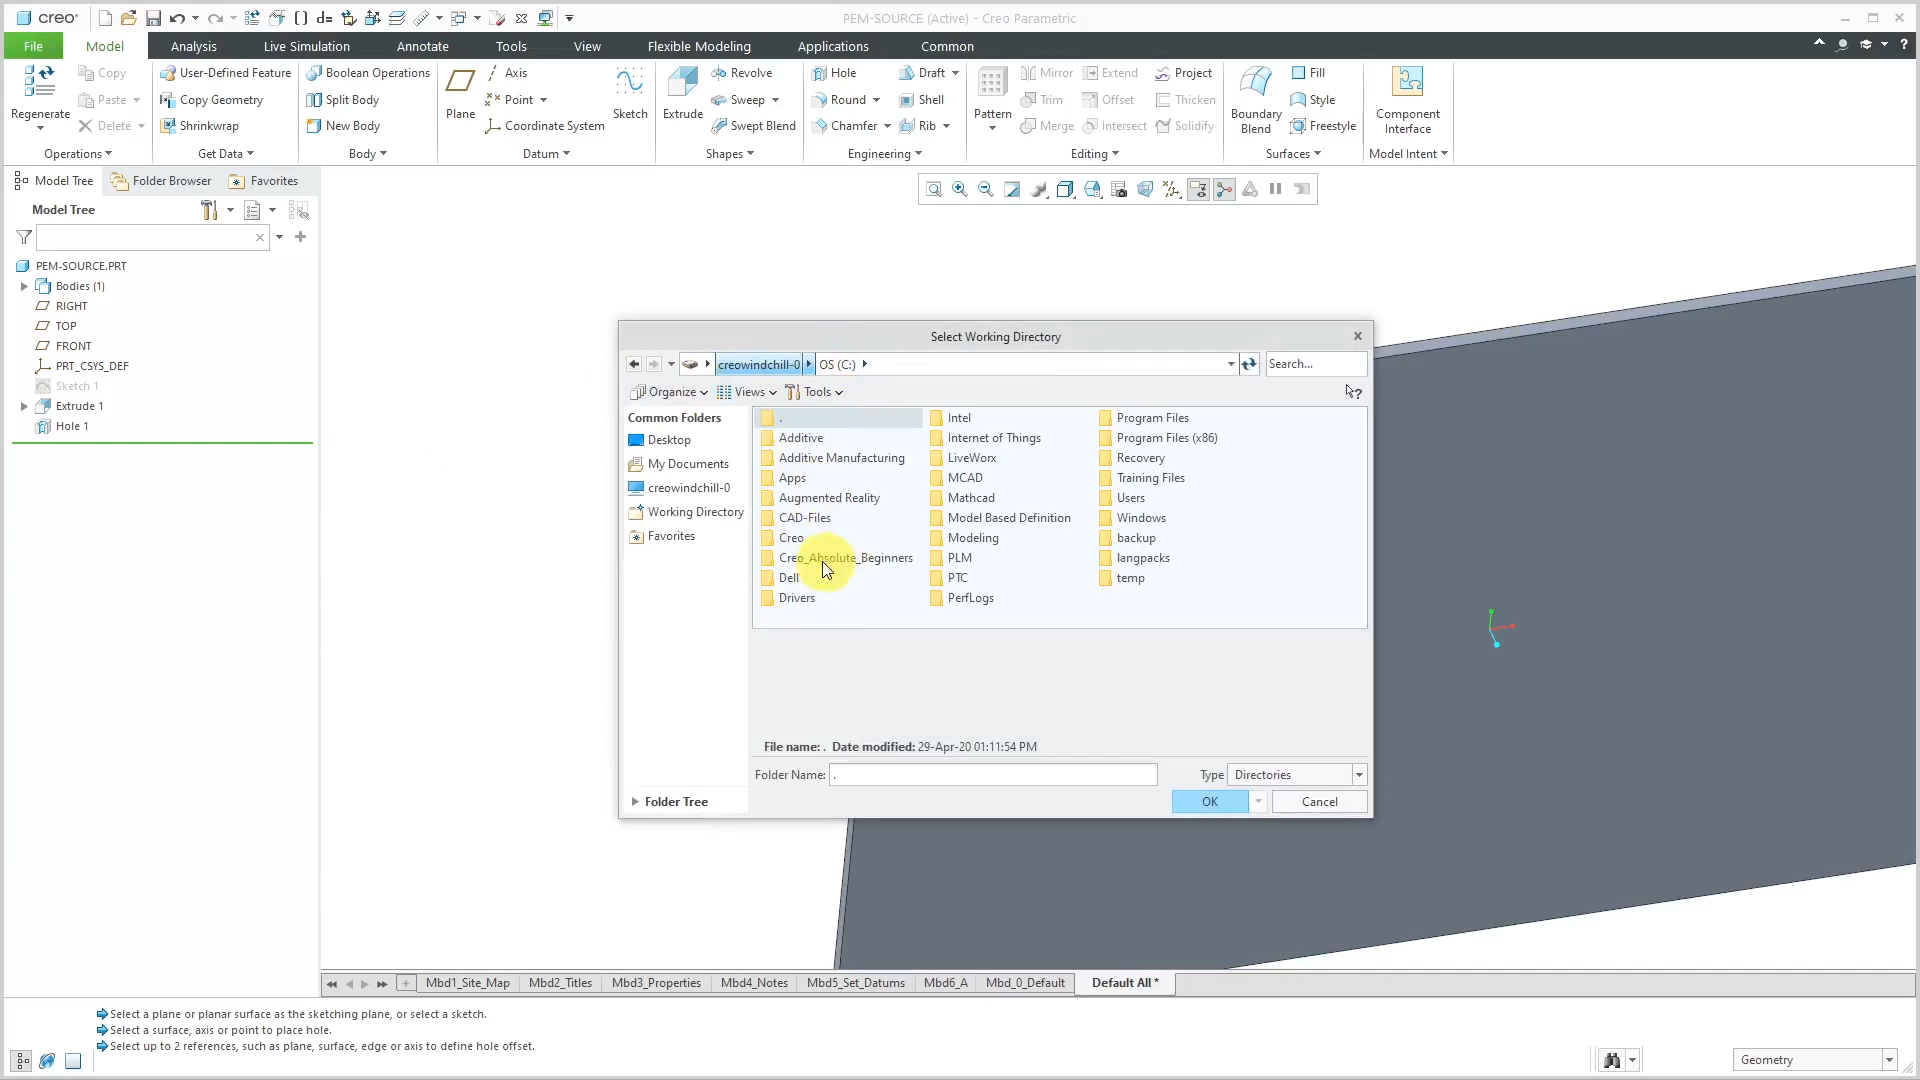 creo
PEM-SOURCE (Active) - Creo Parametric
File
Model
Analysis
Live Simulation
Annotate
Tools
View
Flexible Modeling
Applications
Common
Regenerate
Copy
Paste
Delete
Operations
User-Defined Feature
Copy Geometry
Shrinkwrap
Get Data
Boolean Operations
Split Body
New Body
Body
Plane
Axis
Point
Coordinate System
Sketch
Datum
Extrude
Revolve
Sweep
Swept Blend
Shapes
Hole
Round
Chamfer
Draft
Shell
Rib
Engineering
Pattern
Mirror
Trim
Merge
Extend
Offset
Intersect
Project
Thicken
Solidify
Editing
Boundary
Blend
Fill
Style
Freestyle
Surfaces
Component
Interface
Model Intent
Model Tree
Folder Browser
Favorites
Model Tree
PEM-SOURCE.PRT
Bodies (1)
RIGHT
TOP
FRONT
PRT_CSYS_DEF
Sketch 1
Extrude 1
Hole 1
Select Working Directory
creowindchill-0
OS (C:)
Search...
Organize
Views
Tools
Common Folders
Desktop
My Documents
creowindchill-0
Working Directory
Favorites
Folder Tree
.
Additive
Additive Manufacturing
Apps
Augmented Reality
CAD-Files
Creo
Creo_Absolute_Beginners
Dell
Drivers
Intel
Internet of Things
LiveWorx
MCAD
Mathcad
Model Based Definition
Modeling
PLM
PTC
PerfLogs
Program Files
Program Files (x86)
Recovery
Training Files
Users
Windows
backup
langpacks
temp
File name: . Date modified: 29-Apr-20 01:11:54 PM
Folder Name: .
Type Directories
OK
Cancel
Mbd1_Site_Map
Mbd2_Titles
Mbd3_Properties
Mbd4_Notes
Mbd5_Set_Datums
Mbd6_A
Mbd_0_Default
Default All *
Select a plane or planar surface as the sketching plane, or select a sketch.
Select a surface, axis or point to place hole.
Select up to 2 references, such as plane, surface, edge or axis to define hole offset.
Geometry